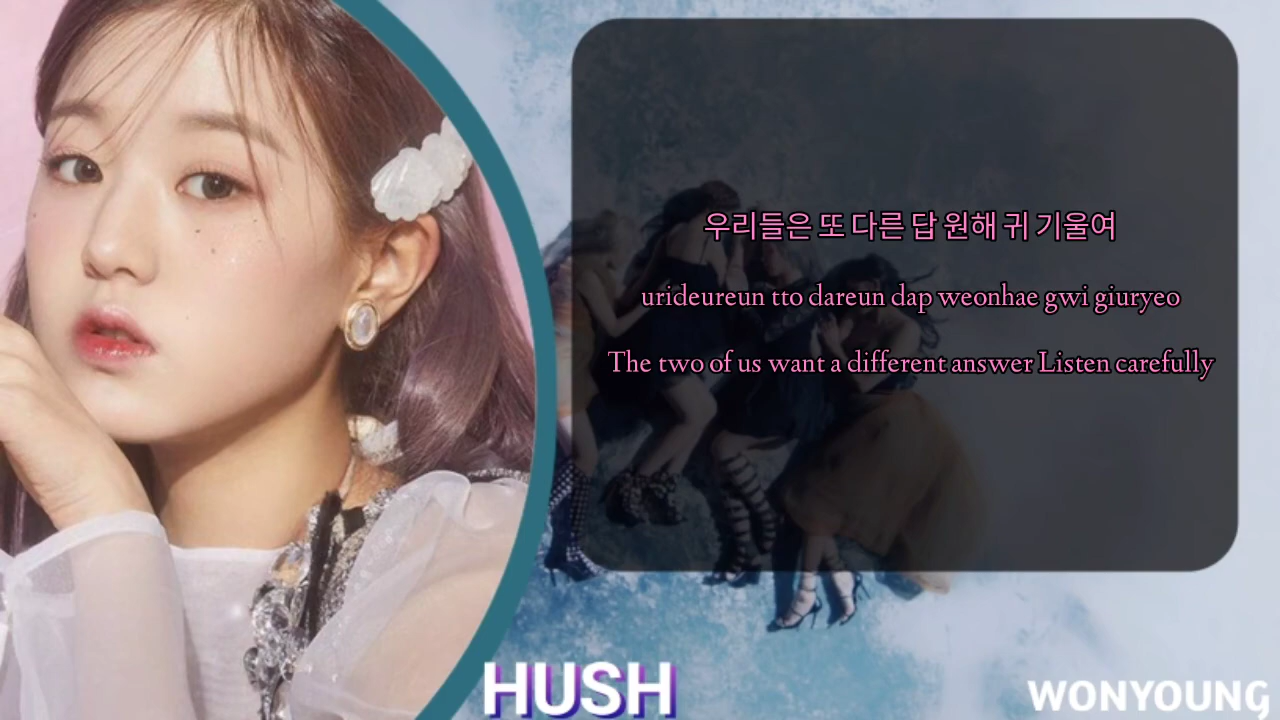 우리들은 또 다른 답 원해 귀 기울여
urideureun tto dareun dap weonhae gwi giuryeo
The two of us want a different answer Listen carefully
HUSH
WONYOUNG